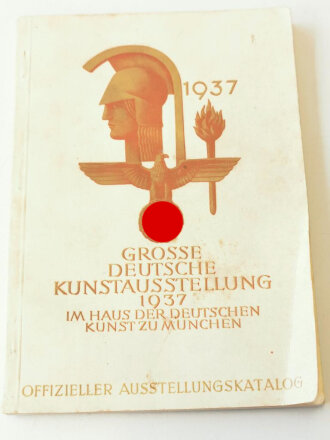 1937
GROSSE
DEUTSCHE
KUNSTAUSSTELLUNG
1937
IM HAUS DER DEUTSCHEN
KUNST ZU MÜNCHEN
OFFIZIELLER AUSSTELLUNGSKATALOG